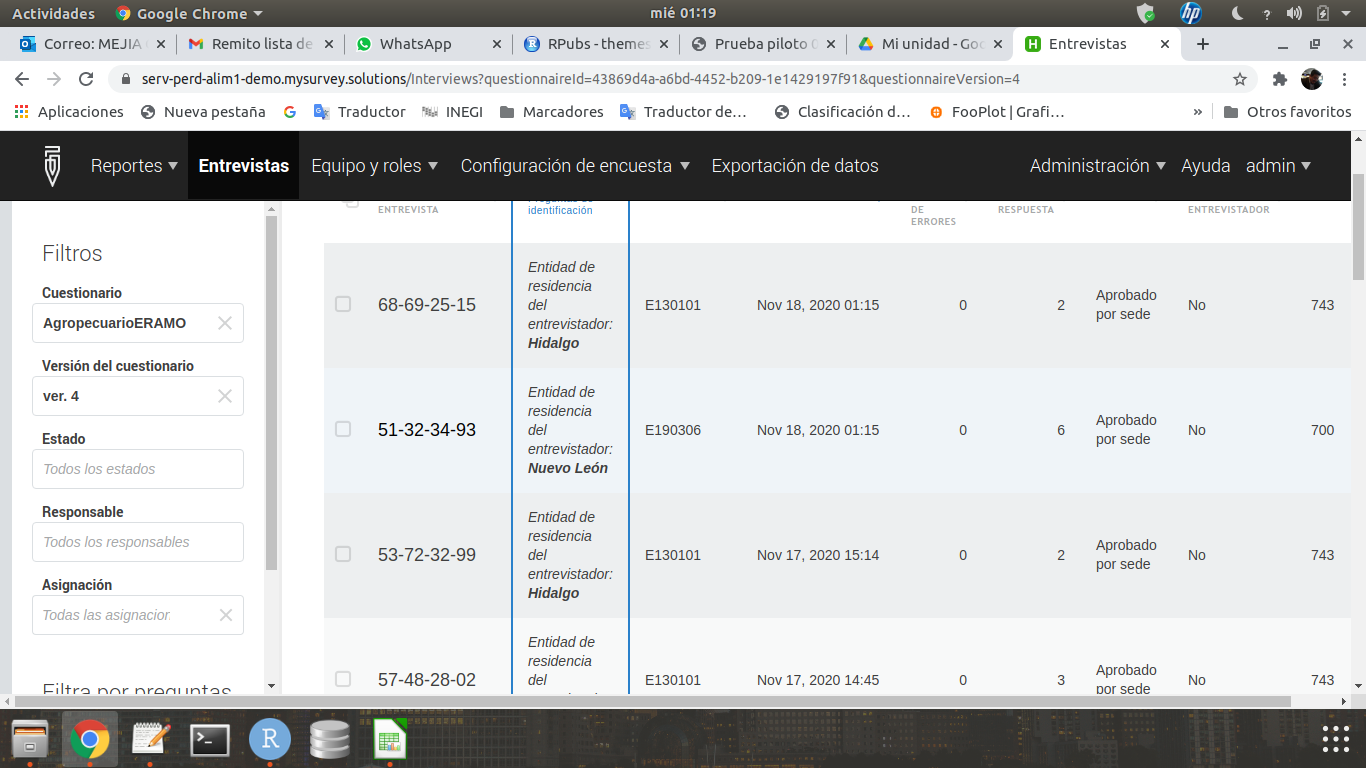 Actividades
Google Chrome
mié 01:19
Correo: MEJIA
Remito lista de
WhatsApp
RPubs - themes
Prueba piloto
Mi unidad - Goo
Entrevistas
serv-perd-alim1-demo.mysurvey.solutions/Interviews?questionnaireId=43869d4a-a6bd-4452-b209-1e1429197f91&questionnaireVersion=4
Aplicaciones
Nueva pestaña
Traductor
INEGI
Marcadores
Traductor de...
Clasificación d...
FooPlot | Grafi...
»
Otros favoritos
Reportes
Entrevistas
Equipo y roles
Configuración de encuesta
Exportación de datos
Administración
Ayuda
admin
Filtros
Cuestionario
AgropecuarioERAMO
Versión del cuestionario
ver. 4
Estado
Todos los estados
Responsable
Todos los responsables
Asignación
Todas las asignacior
Filtra por preguntas
ENTREVISTA
Preguntas de
identificación
DE
ERRORES
RESPUESTA
ENTREVISTADOR
68-69-25-15
Entidad de
residencia
del
entrevistador:
Hidalgo
E130101
Nov 18, 2020 01:15
0
2
Aprobado
por sede
No
743
51-32-34-93
Entidad de
residencia
del
entrevistador:
Nuevo León
E190306
Nov 18, 2020 01:15
0
6
Aprobado
por sede
No
700
53-72-32-99
Entidad de
residencia
del
entrevistador:
Hidalgo
E130101
Nov 17, 2020 15:14
0
2
Aprobado
por sede
No
743
57-48-28-02
Entidad de
residencia
del
E130101
Nov 17, 2020 14:45
0
3
Aprobado
por sede
No
743